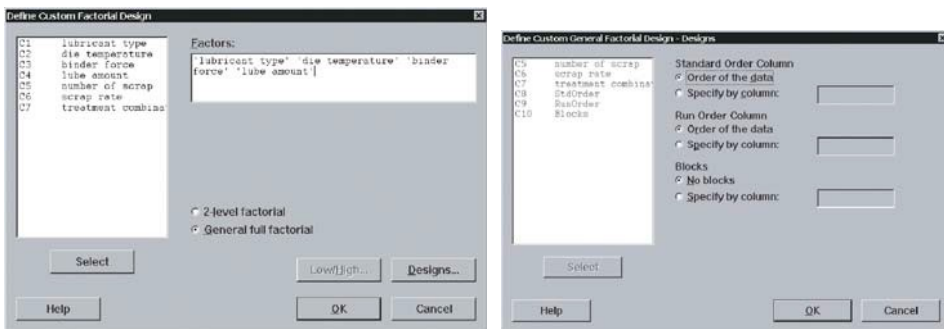 Define Custom Factorial Design
C1 lubricant type
C2 die temperature
C3 binder force
C4 lube amount
C5 number of scrap
C6 scrap rate
C7 treatment combina
Factors:
'lubricant type' 'die temperature' 'binder
force' 'lube amount'
2-level factorial
General full factorial
Select
Low/High...
Designs...
Help
OK
Cancel
Define Custom General Factorial Design - Designs
C5 number of scrap
C6 scrap rate
C7 treatment combina
C8 StdOrder
C9 RunOrder
C10 Blocks
Standard Order Column
Order of the data
Specify by column:
Run Order Column
Order of the data
Specify by column:
Blocks
No blocks
Specify by column:
Select
Help
OK
Cancel